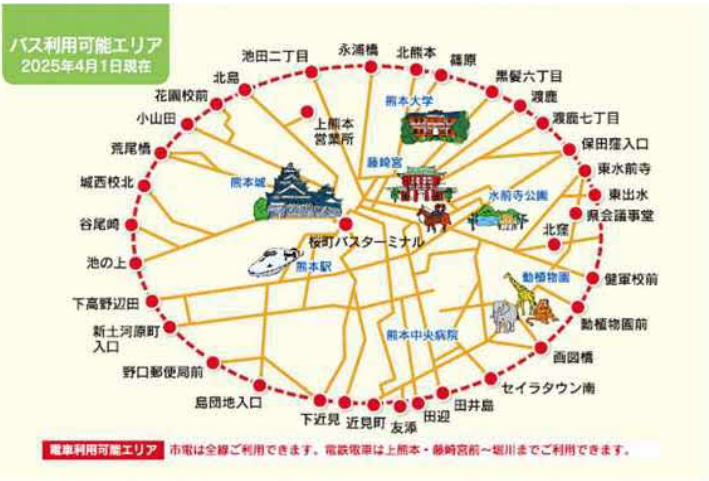 バス利用可能エリア
2025年4月1日現在
永浦橋
北熊本
篠原
池田二丁目
黒髪六丁目
北島
渡鹿
花園校前
熊本大学
渡鹿七丁目
小山田
上熊本
営業所
保田窪入口
荒尾橋
藤崎宮
東水前寺
城西校北
熊本城
水前寺公園
東出水
県会議事堂
谷尾崎
桜町バスターミナル
北窪
池の上
熊本駅
動植物園
健軍校前
下高野辺田
新土河原町
入口
熊本中央病院
動植物園前
画図橋
野口郵便局前
セイラタウン南
島団地入口
田井島
下近見
近見町
友添
田迎
電車利用可能エリア 市電は全線ご利用できます。電鉄電車は上熊本・藤崎宮前～堀川までご利用できます。